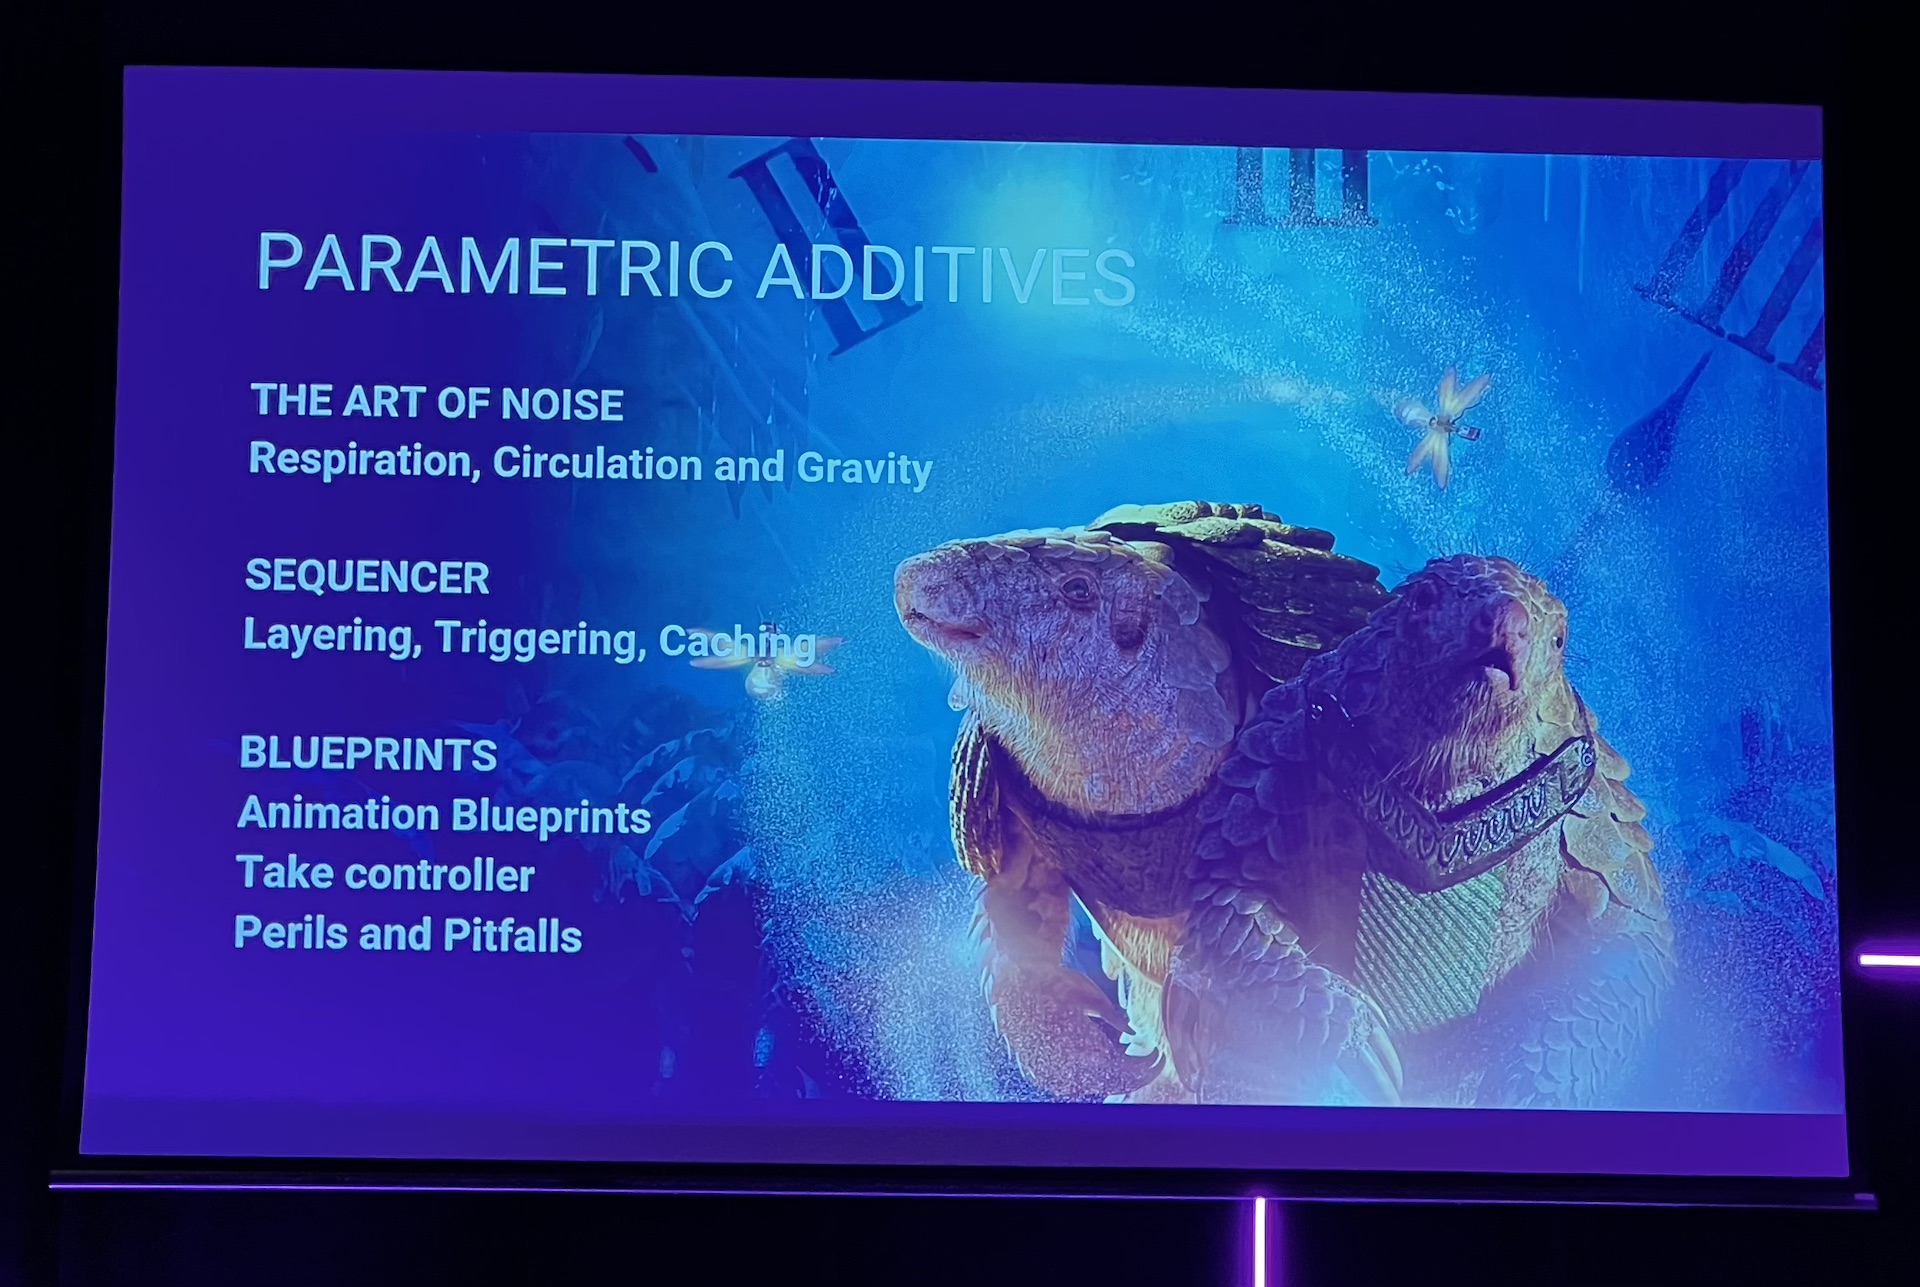 PARAMETRIC ADDITIVES
THE ART OF NOISE
Respiration, Circulation and Gravity
SEQUENCER
Layering, Triggering, Caching
BLUEPRINTS
Animation Blueprints
Take controller
Perils and Pitfalls